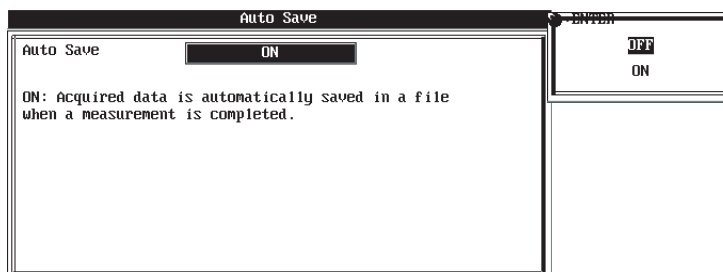 Auto Save
ENTER
Auto Save ON
OFF
ON
ON: Acquired data is automatically saved in a file
when a measurement is completed.